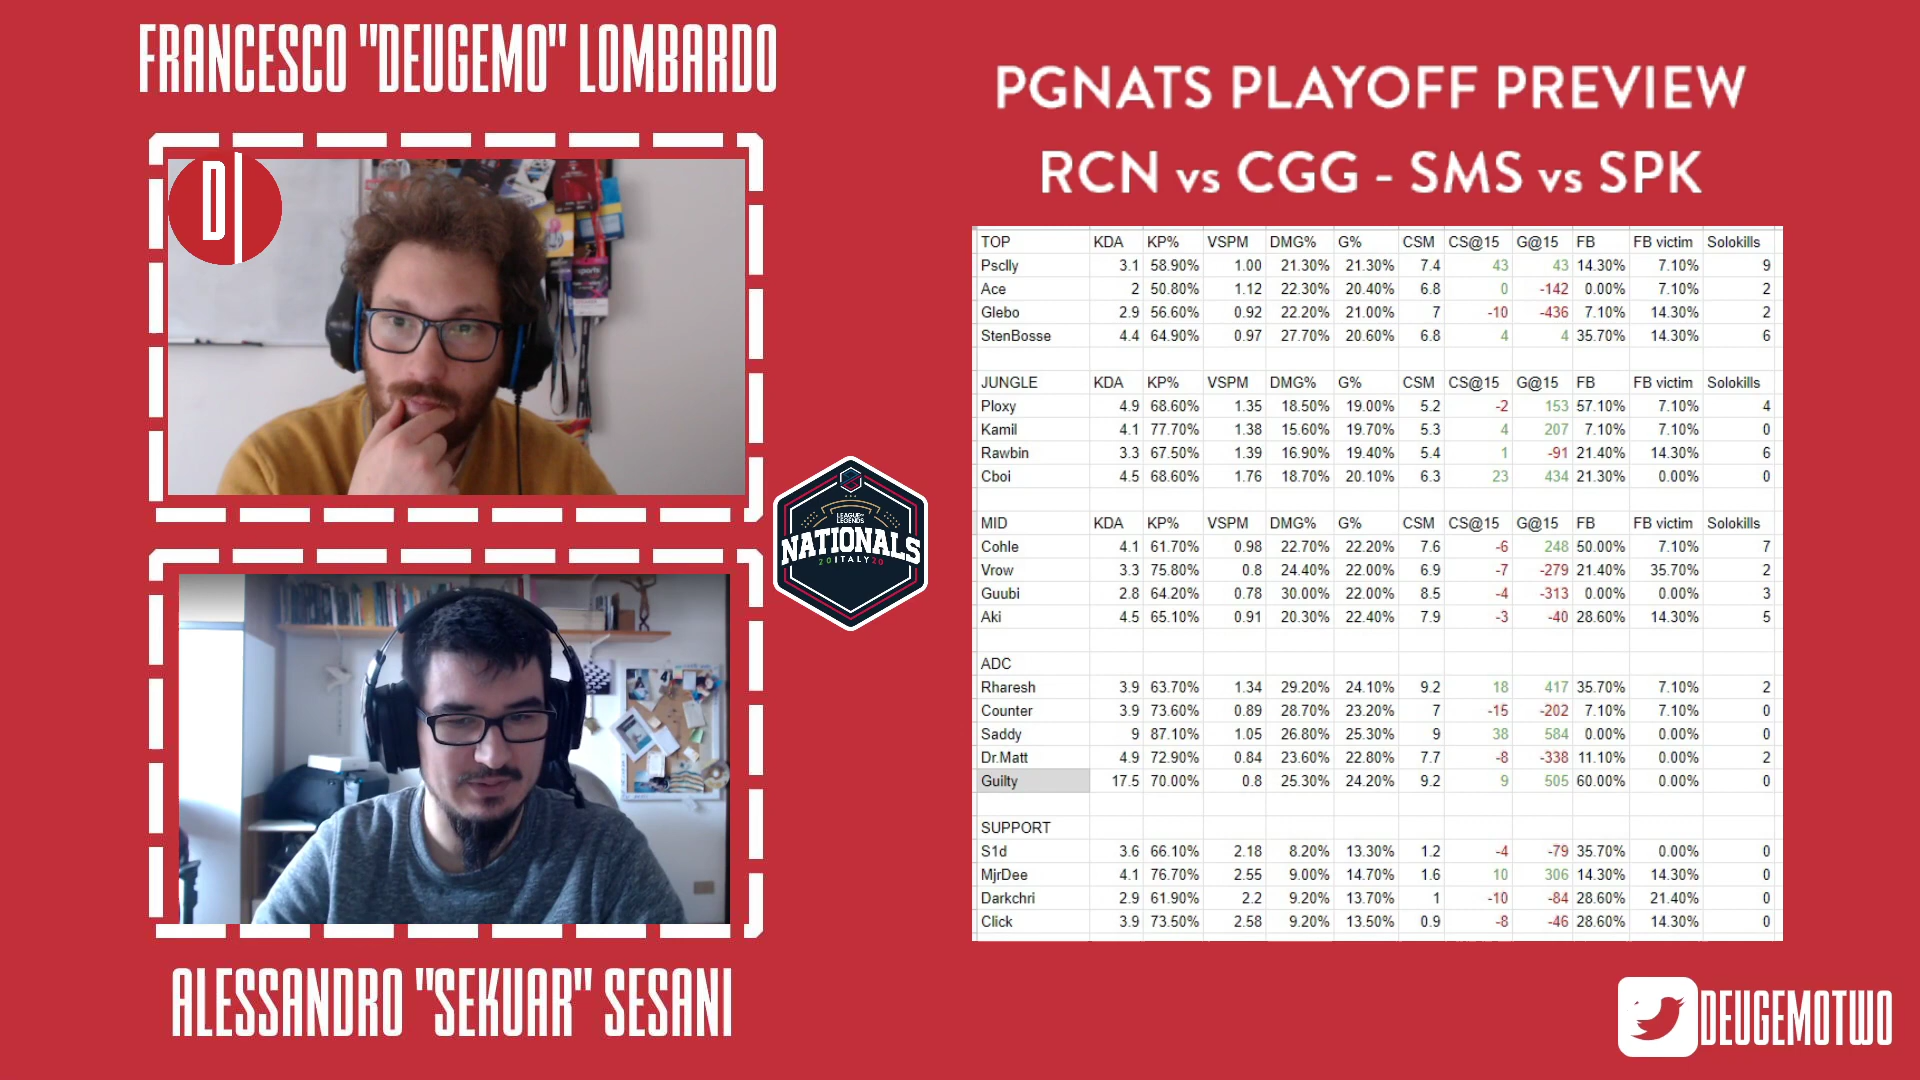 FRANCESCO "DEUGEMO" LOMBARDO
D
ALESSANDRO "SEKUAR" SESANI
LEAGUE OF
LEGENDS
NATIONALS
20ITALY20
PGNATS PLAYOFF PREVIEW
RCN vs CGG - SMS vs SPK
TOP KDA KP% VSPM DMG% G% CSM CS@15 G@15 FB FB victim Solokills
Psclly 3.1 58.90% 1.00 21.30% 21.30% 7.4 43 43 14.30% 7.10% 9
Ace 2 50.80% 1.12 22.30% 20.40% 6.8 0 -142 0.00% 7.10% 2
Glebo 2.9 56.60% 0.92 22.20% 21.00% 7 -10 -436 7.10% 14.30% 2
StenBosse 4.4 64.90% 0.97 27.70% 20.60% 6.8 4 4 35.70% 14.30% 6
JUNGLE KDA KP% VSPM DMG% G% CSM CS@15 G@15 FB FB victim Solokills
Ploxy 4.9 68.60% 1.35 18.50% 19.00% 5.2 -2 153 57.10% 7.10% 4
Kamil 4.1 77.70% 1.38 15.60% 19.70% 5.3 4 207 7.10% 7.10% 0
Rawbin 3.3 67.50% 1.39 16.90% 19.40% 5.4 1 -91 21.40% 14.30% 6
Cboi 4.5 68.60% 1.76 18.70% 20.10% 6.3 23 434 21.30% 0.00% 0
MID KDA KP% VSPM DMG% G% CSM CS@15 G@15 FB FB victim Solokills
Cohle 4.1 61.70% 0.98 22.70% 22.20% 7.6 -6 248 50.00% 7.10% 7
Vrow 3.3 75.80% 0.8 24.40% 22.00% 6.9 -7 -279 21.40% 35.70% 2
Guubi 2.8 64.20% 0.78 30.00% 22.00% 8.5 -4 -313 0.00% 0.00% 3
Aki 4.5 65.10% 0.91 20.30% 22.40% 7.9 -3 -40 28.60% 14.30% 5
ADC
Rharesh 3.9 63.70% 1.34 29.20% 24.10% 9.2 18 417 35.70% 7.10% 2
Counter 3.9 73.60% 0.89 28.70% 23.20% 7 -15 -202 7.10% 7.10% 0
Saddy 9 87.10% 1.05 26.80% 25.30% 9 38 584 0.00% 0.00% 0
Dr.Matt 4.9 72.90% 0.84 23.60% 22.80% 7.7 -8 -338 11.10% 0.00% 2
Guilty 17.5 70.00% 0.8 25.30% 24.20% 9.2 9 505 60.00% 0.00% 0
SUPPORT
S1d 3.6 66.10% 2.18 8.20% 13.30% 1.2 -4 -79 35.70% 0.00% 0
MjrDee 4.1 76.70% 2.55 9.00% 14.70% 1.6 10 306 14.30% 14.30% 0
Darkchri 2.9 61.90% 2.2 9.20% 13.70% 1 -10 -84 28.60% 21.40% 0
Click 3.9 73.50% 2.58 9.20% 13.50% 0.9 -8 -46 28.60% 14.30% 0
DEUGEMOTWO